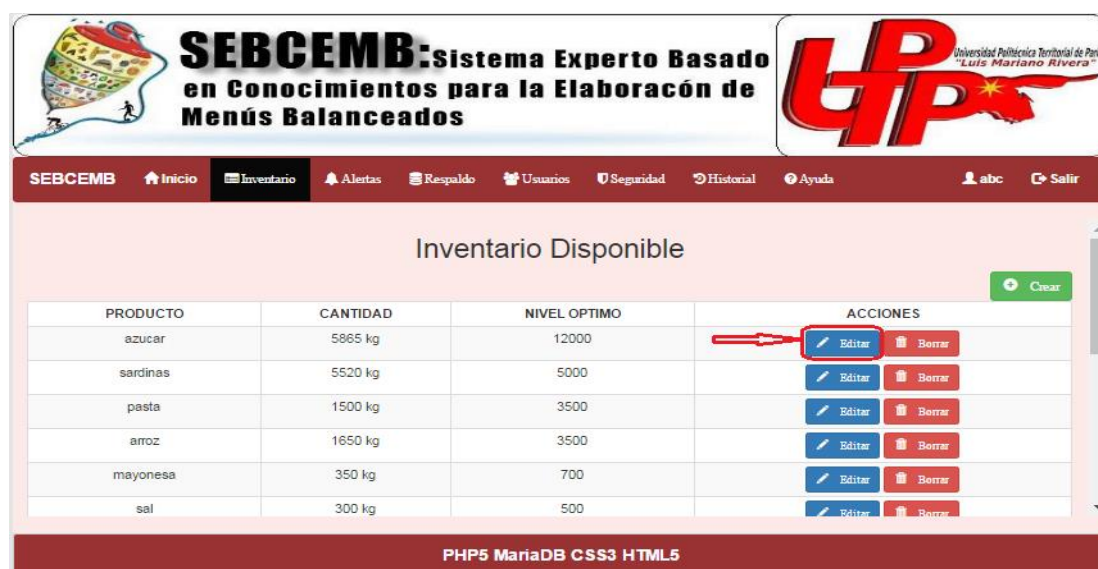 SEBCEMB:Sistema Experto Basado
en Conocimientos para la Elaboracón de
Menús Balanceados
UPTP
Universidad Politécnica Territorial de
"Luis Mariano Rivera"
SEBCEMB Inicio Inventario Alertas Respaldo Usuarios Seguridad Historial Ayuda abc Salir
Inventario Disponible
Crear
PRODUCTO CANTIDAD NIVEL OPTIMO ACCIONES
azucar 5865 kg 12000 Editar Borrar
sardinas 5520 kg 5000 Editar Borrar
pasta 1500 kg 3500 Editar Borrar
arroz 1650 kg 3500 Editar Borrar
mayonesa 350 kg 700 Editar Borrar
sal 300 kg 500 Editar Borrar
PHP5 MariaDB CSS3 HTML5